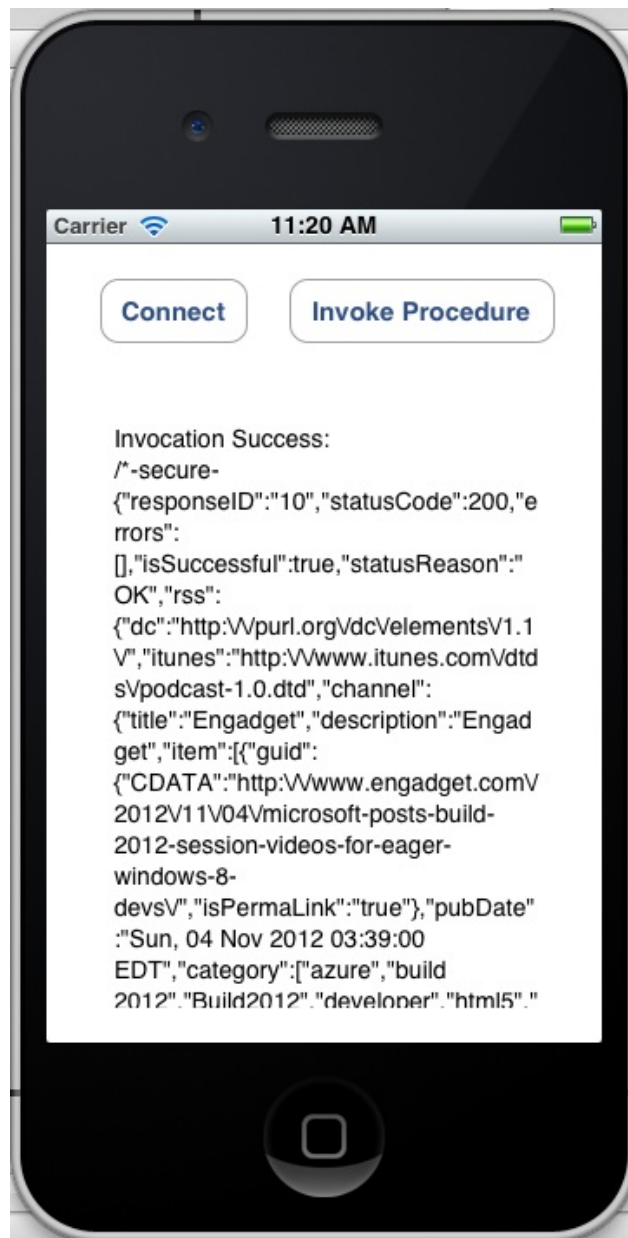 Carrier 11:20 AM
Connect Invoke Procedure
Invocation Success:
/*-secure-
{"responseID":"10","statusCode":200,"e
rrors":
[],"isSuccessful":true,"statusReason":"
OK","rss":
{"dc":"http:\/\/purl.org\/dc\/elements\/1.1
\/","itunes":"http:\/\/www.itunes.com\/dtd
s\/podcast-1.0.dtd","channel":
{"title":"Engadget","description":"Engad
get","item":[{"guid":
{"CDATA":"http:\/\/www.engadget.com\/
2012\/11\/04\/microsoft-posts-build-
2012-session-videos-for-eager-
windows-8-
devs\/","isPermaLink":"true"},"pubDate"
:"Sun, 04 Nov 2012 03:39:00
EDT","category":["azure","build
2012","Build2012","developer","html5","